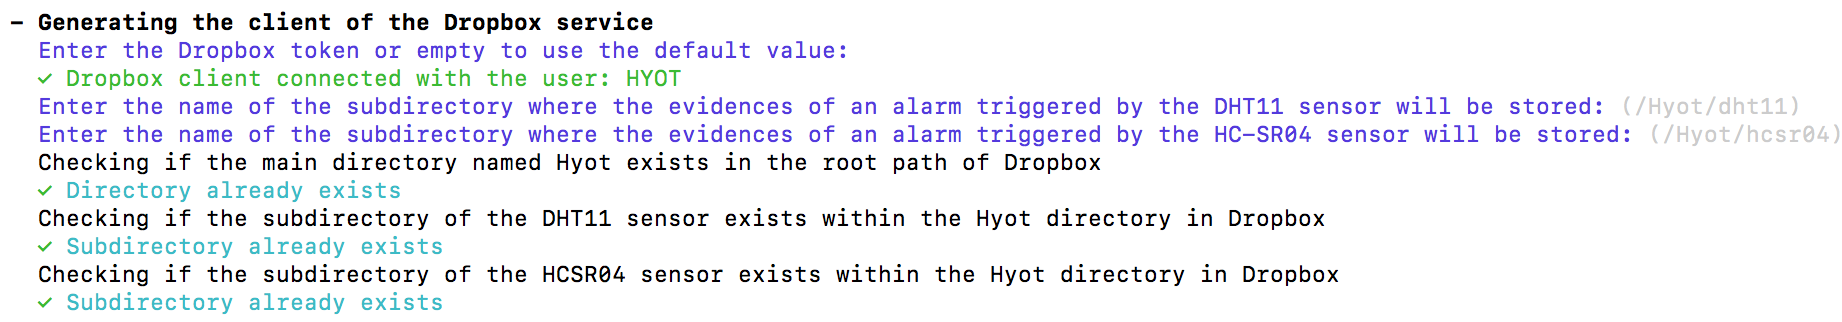 – Generating the client of the Dropbox service
Enter the Dropbox token or empty to use the default value:
✓ Dropbox client connected with the user: HYOT
Enter the name of the subdirectory where the evidences of an alarm triggered by the DHT11 sensor will be stored: (/Hyot/dht11)
Enter the name of the subdirectory where the evidences of an alarm triggered by the HC-SR04 sensor will be stored: (/Hyot/hcsr04)
Checking if the main directory named Hyot exists in the root path of Dropbox
✓ Directory already exists
Checking if the subdirectory of the DHT11 sensor exists within the Hyot directory in Dropbox
✓ Subdirectory already exists
Checking if the subdirectory of the HCSR04 sensor exists within the Hyot directory in Dropbox
✓ Subdirectory already exists